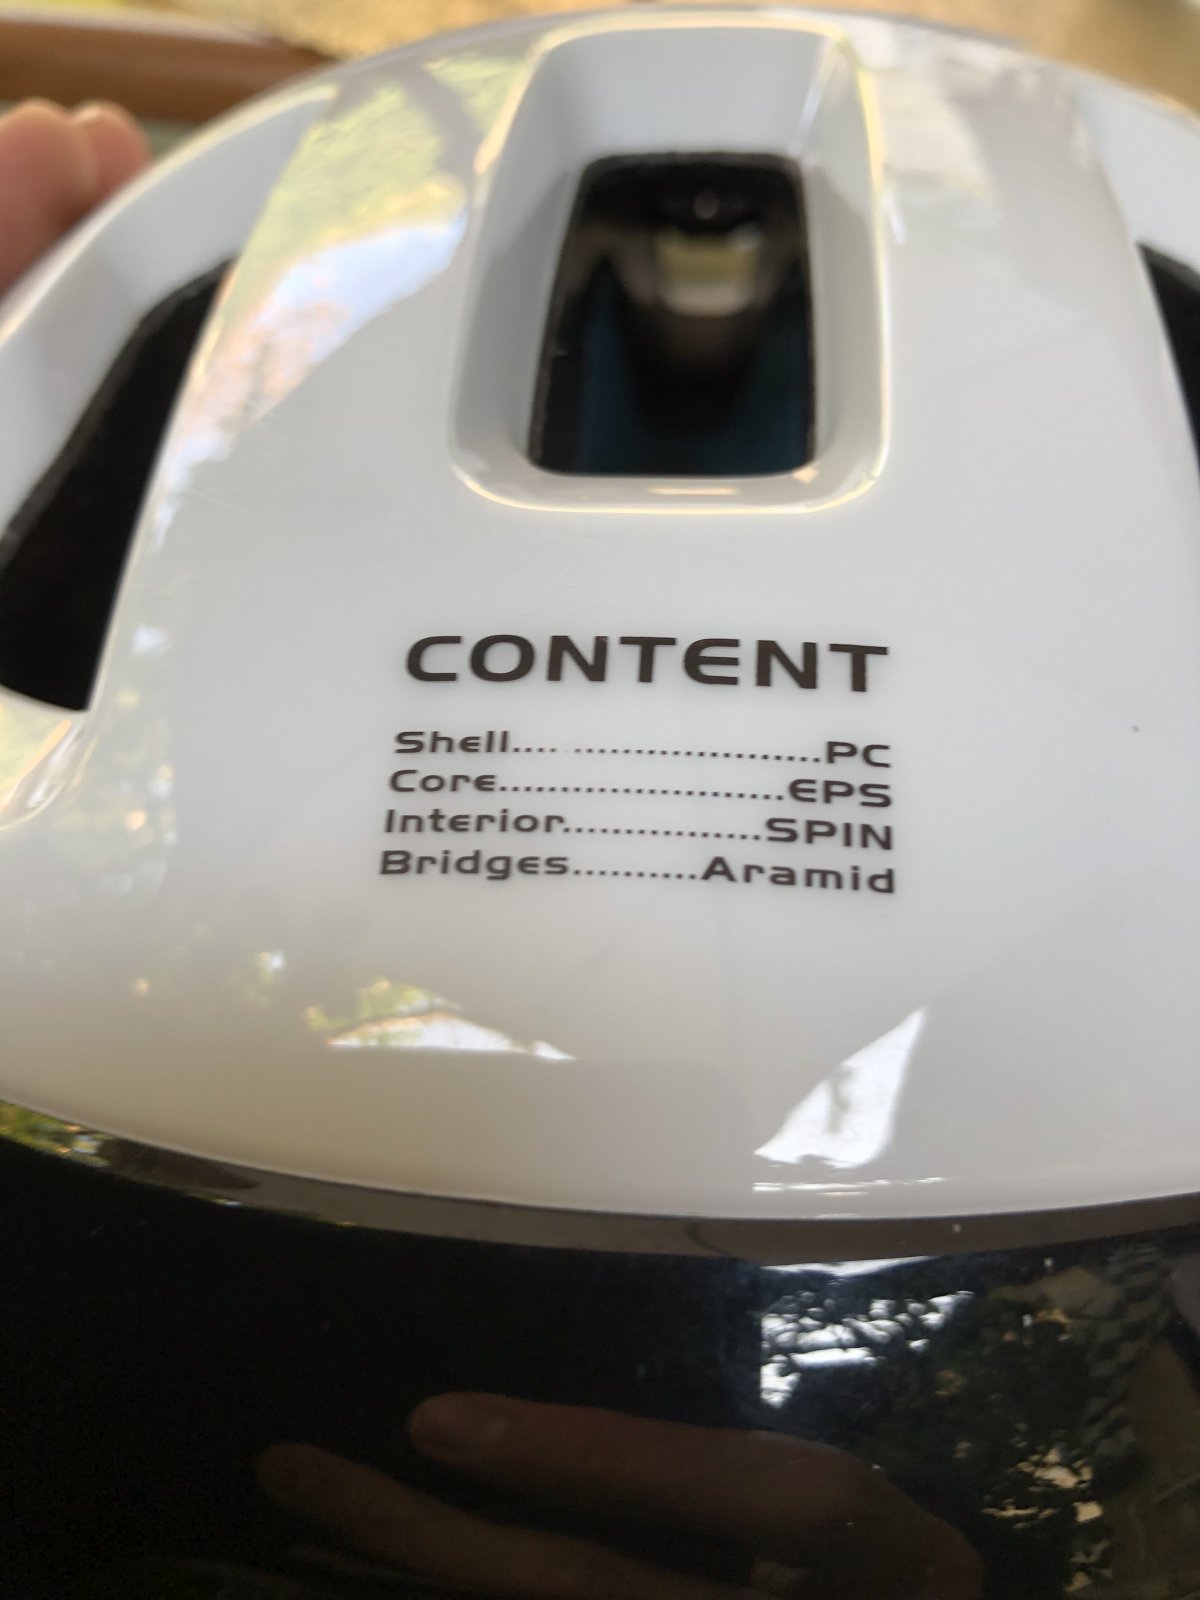 CONTENT
Shell.... .....................PC
Core.......................EPS
Interior................SPIN
Bridges..........Aramid